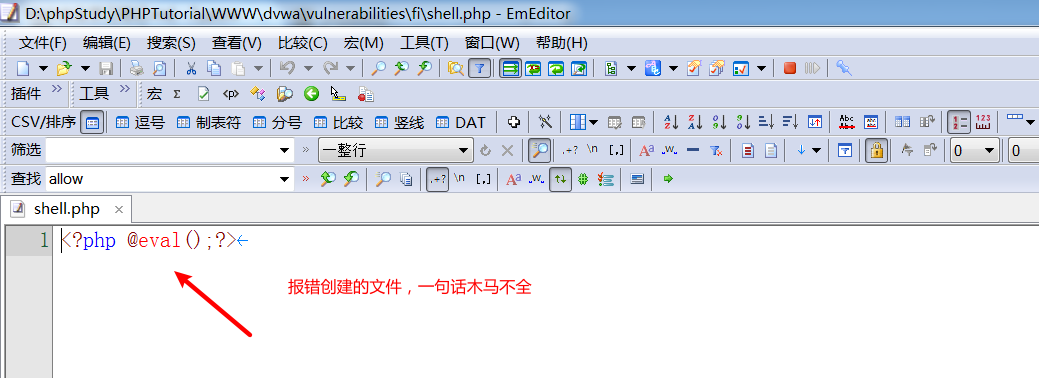 D:\phpStudy\PHPTutorial\WWW\dvwa\vulnerabilities\fi\shell.php - EmEditor
文件(F) 编辑(E) 搜索(S) 查看(V) 比较(C) 宏(M) 工具(T) 窗口(W) 帮助(H)
插件 » 工具 » 宏 Σ <p>
CSV/排序 逗号 制表符 分号 比较 竖线 DAT
筛选 » 一整行 .+? \n [,] Aa .w. 0 0
查找 allow » .+? \n [,] Aa .w.
shell.php ×
1 <?php @eval();?>←
报错创建的文件，一句话木马不全